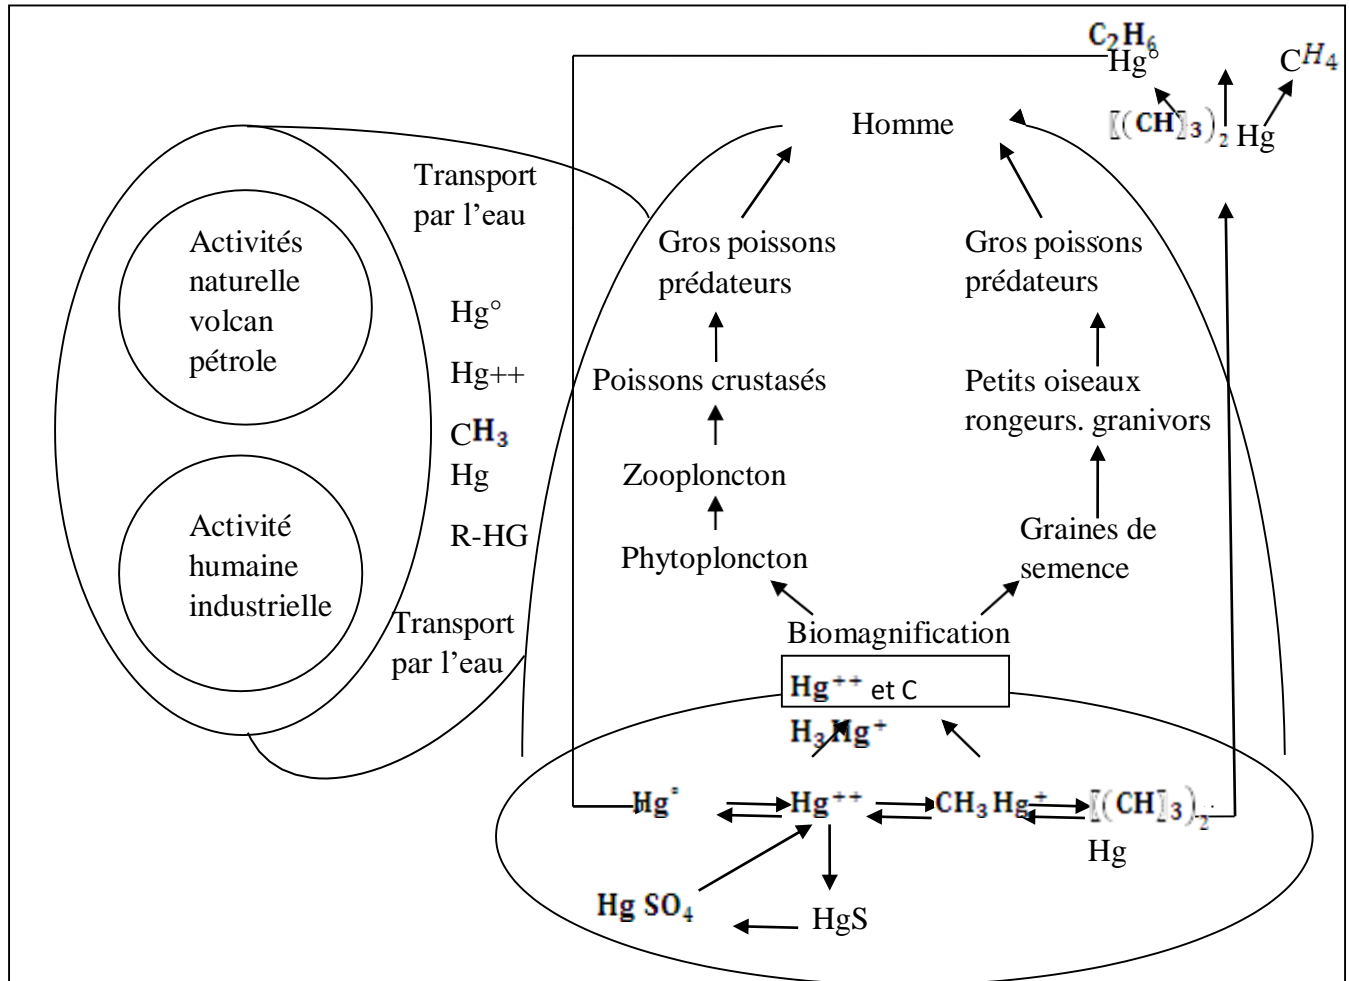 C₂H₆
Hg°
CH₄
〖(CH〗₃)₂ Hg
Homme
Transport
par l’eau
Activités
naturelle
volcan
pétrole
Gros poissons
prédateurs
Gros poissons
prédateurs
Hg°
Hg++
CH₃
Hg
R-HG
Poissons crustasés
Petits oiseaux
rongeurs. granivors
Zooploncton
Activité
humaine
industrielle
Phytoploncton
Graines de
semence
Transport
par l’eau
Biomagnification
Hg⁺⁺ et C
H₃Hg⁺
Hg°
Hg⁺⁺
CH₃Hg⁺
〖(CH〗₃)₂
Hg
Hg SO₄
HgS